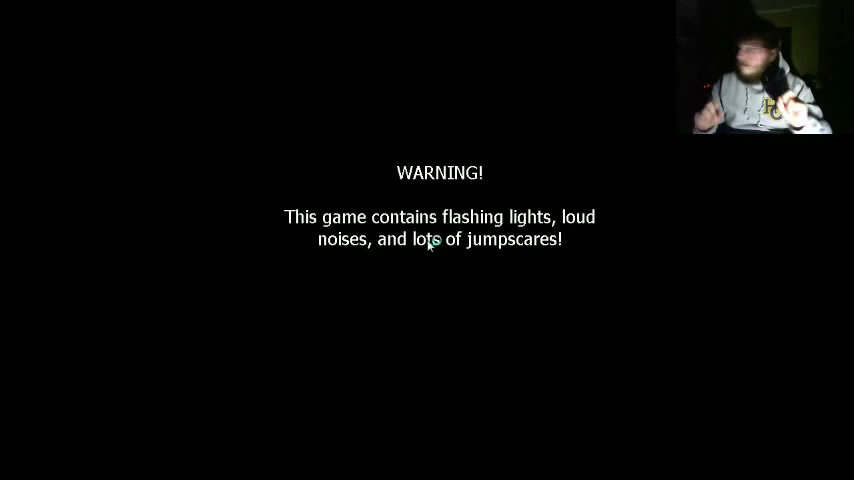 WARNING!
This game contains flashing lights, loud
noises, and lots of jumpscares!